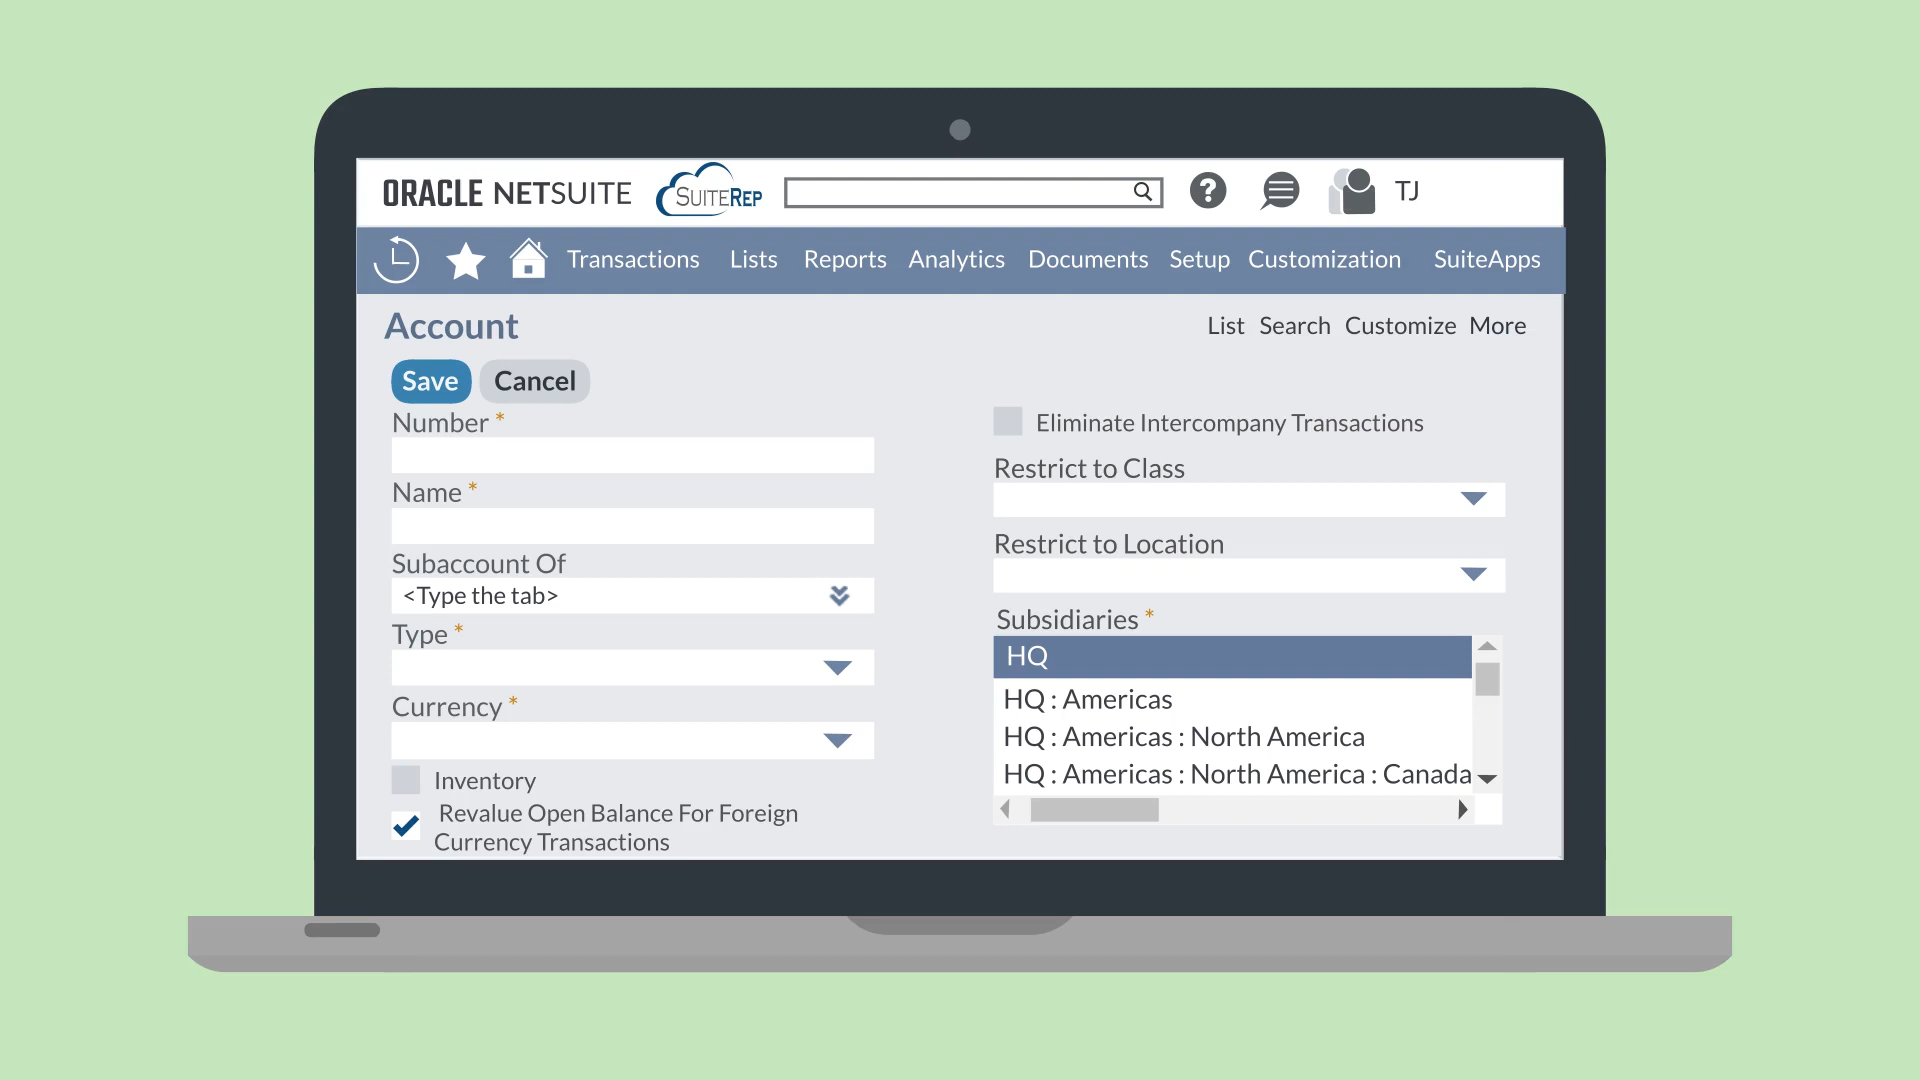 ORACLE NETSUITE SUITEREP TJ
Transactions Lists Reports Analytics Documents Setup Customization SuiteApps
Account
List Search Customize More
Save Cancel
Number *
Name *
Subaccount Of
<Type the tab>
Type *
Currency *
Inventory
Revalue Open Balance For Foreign
Currency Transactions
Eliminate Intercompany Transactions
Restrict to Class
Restrict to Location
Subsidiaries *
HQ
HQ : Americas
HQ : Americas : North America
HQ : Americas : North America : Canada